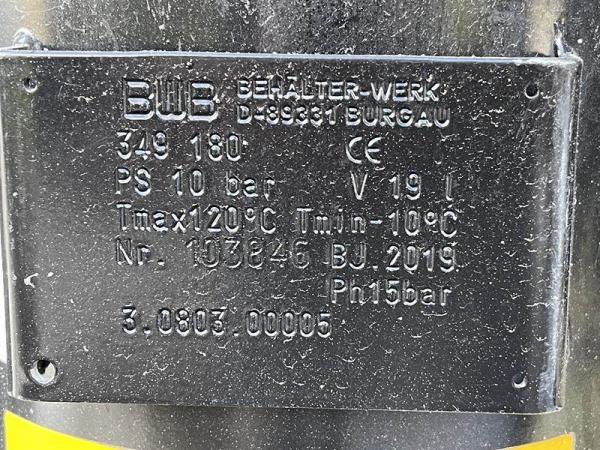 BWB BEHÄLTER-WERK
D-89331 BURGAU
349 180 CE
PS 10 bar V 19 l
Tmax120°C Tmin-10°C
Nr. 103846 BJ.2019
Ph15bar
3.0803.00005